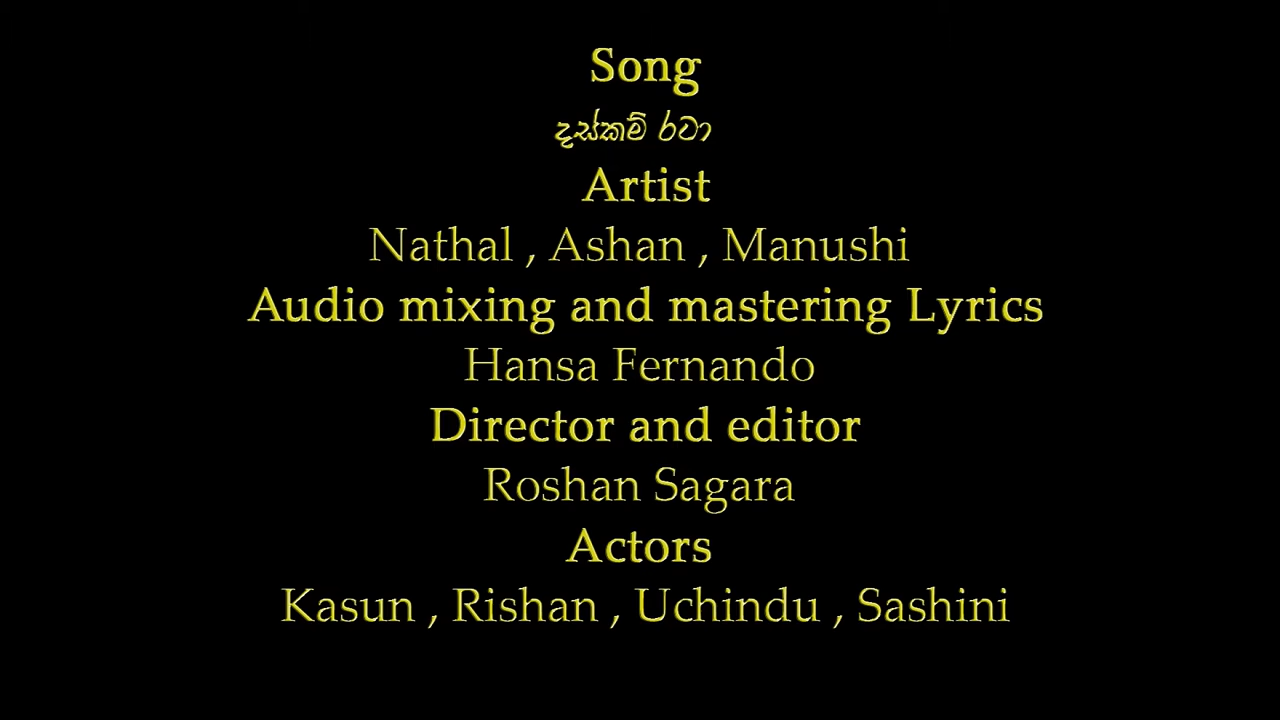 Song
දස්කම් රටා
Artist
Nathal , Ashan , Manushi
Audio mixing and mastering Lyrics
Hansa Fernando
Director and editor
Roshan Sagara
Actors
Kasun , Rishan , Uchindu , Sashini